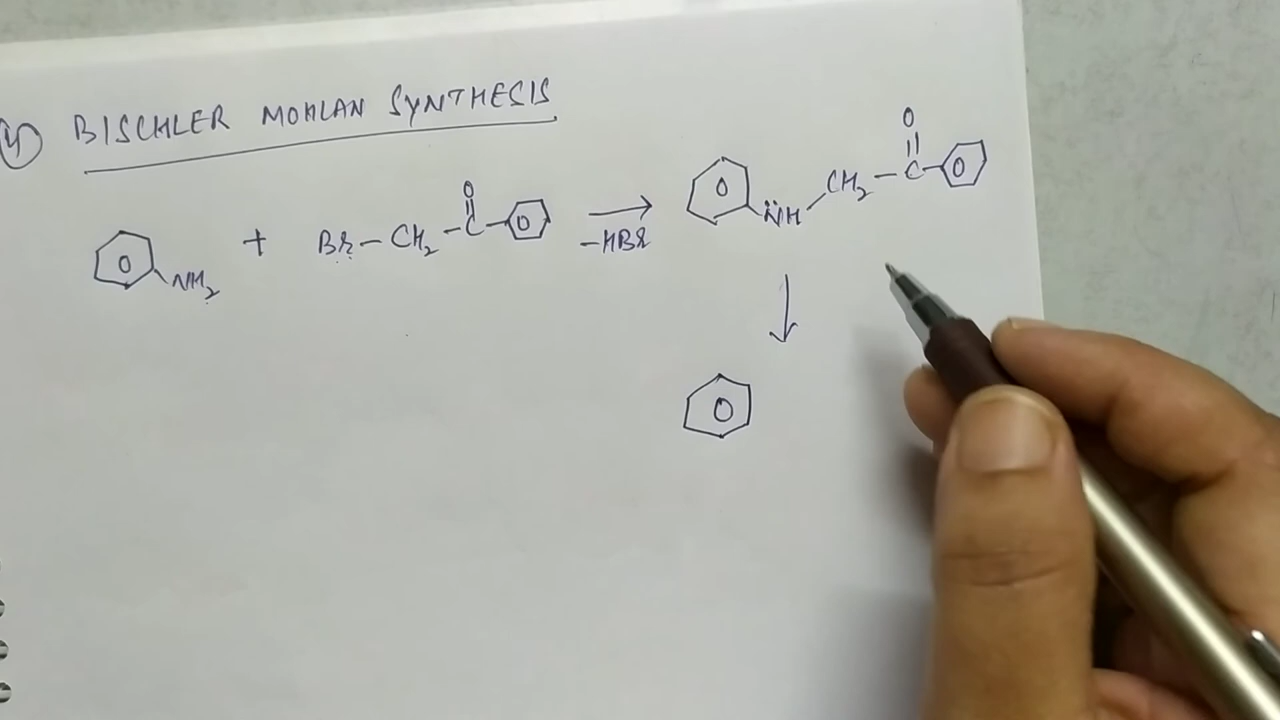 4) BISCHLER MOHLAN SYNTHESIS
O O
NH2 + Br – CH2 – C – O → O NH CH2 – C – O
–HBr
O